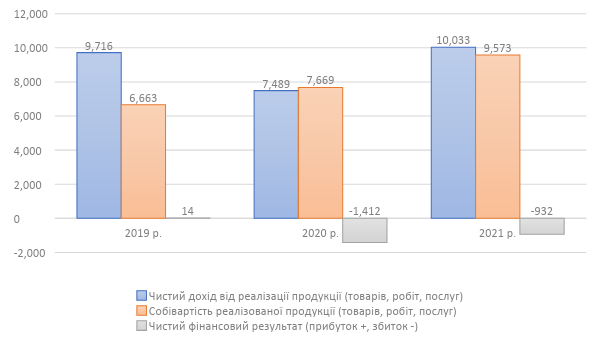 12,000
10,000
8,000
6,000
4,000
2,000
0
-2,000
9,716
6,663
14
7,489
7,669
-1,412
10,033
9,573
-932
2019 р.
2020 р.
2021 р.
Чистий дохід від реалізації продукції (товарів, робіт, послуг)
Собівартість реалізованої продукції (товарів, робіт, послуг)
Чистий фінансовий результат (прибуток +, збиток -)